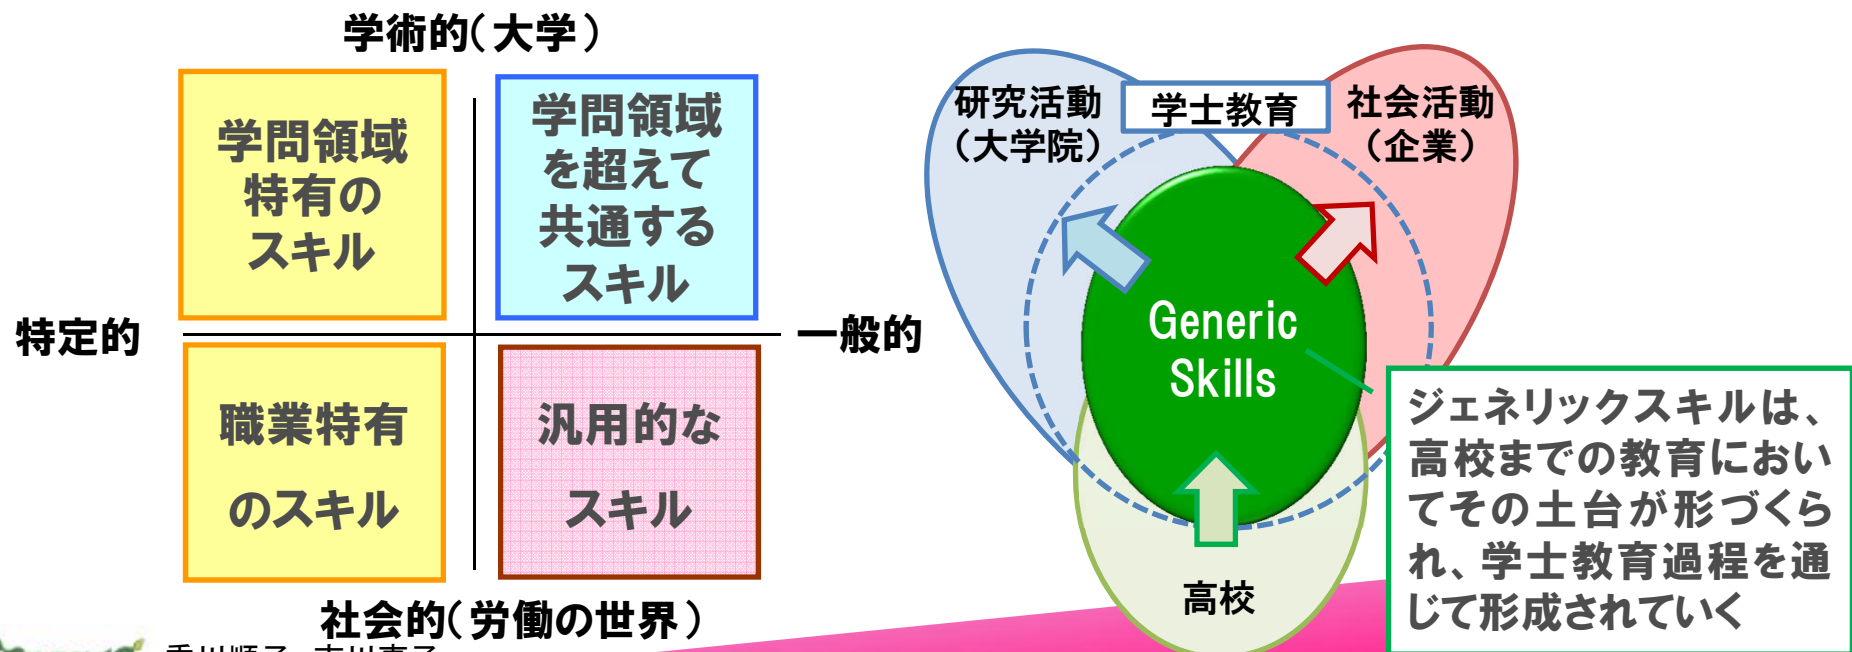 学術的(大学)
学問領域
特有の
スキル
学問領域
を超えて
共通する
スキル
特定的
一般的
職業特有
のスキル
汎用的な
スキル
社会的(労働の世界)
研究活動
(大学院)
学士教育
社会活動
(企業)
Generic
Skills
高校
ジェネリックスキルは、
高校までの教育におい
てその土台が形づくら
れ、学士教育過程を通
じて形成されていく